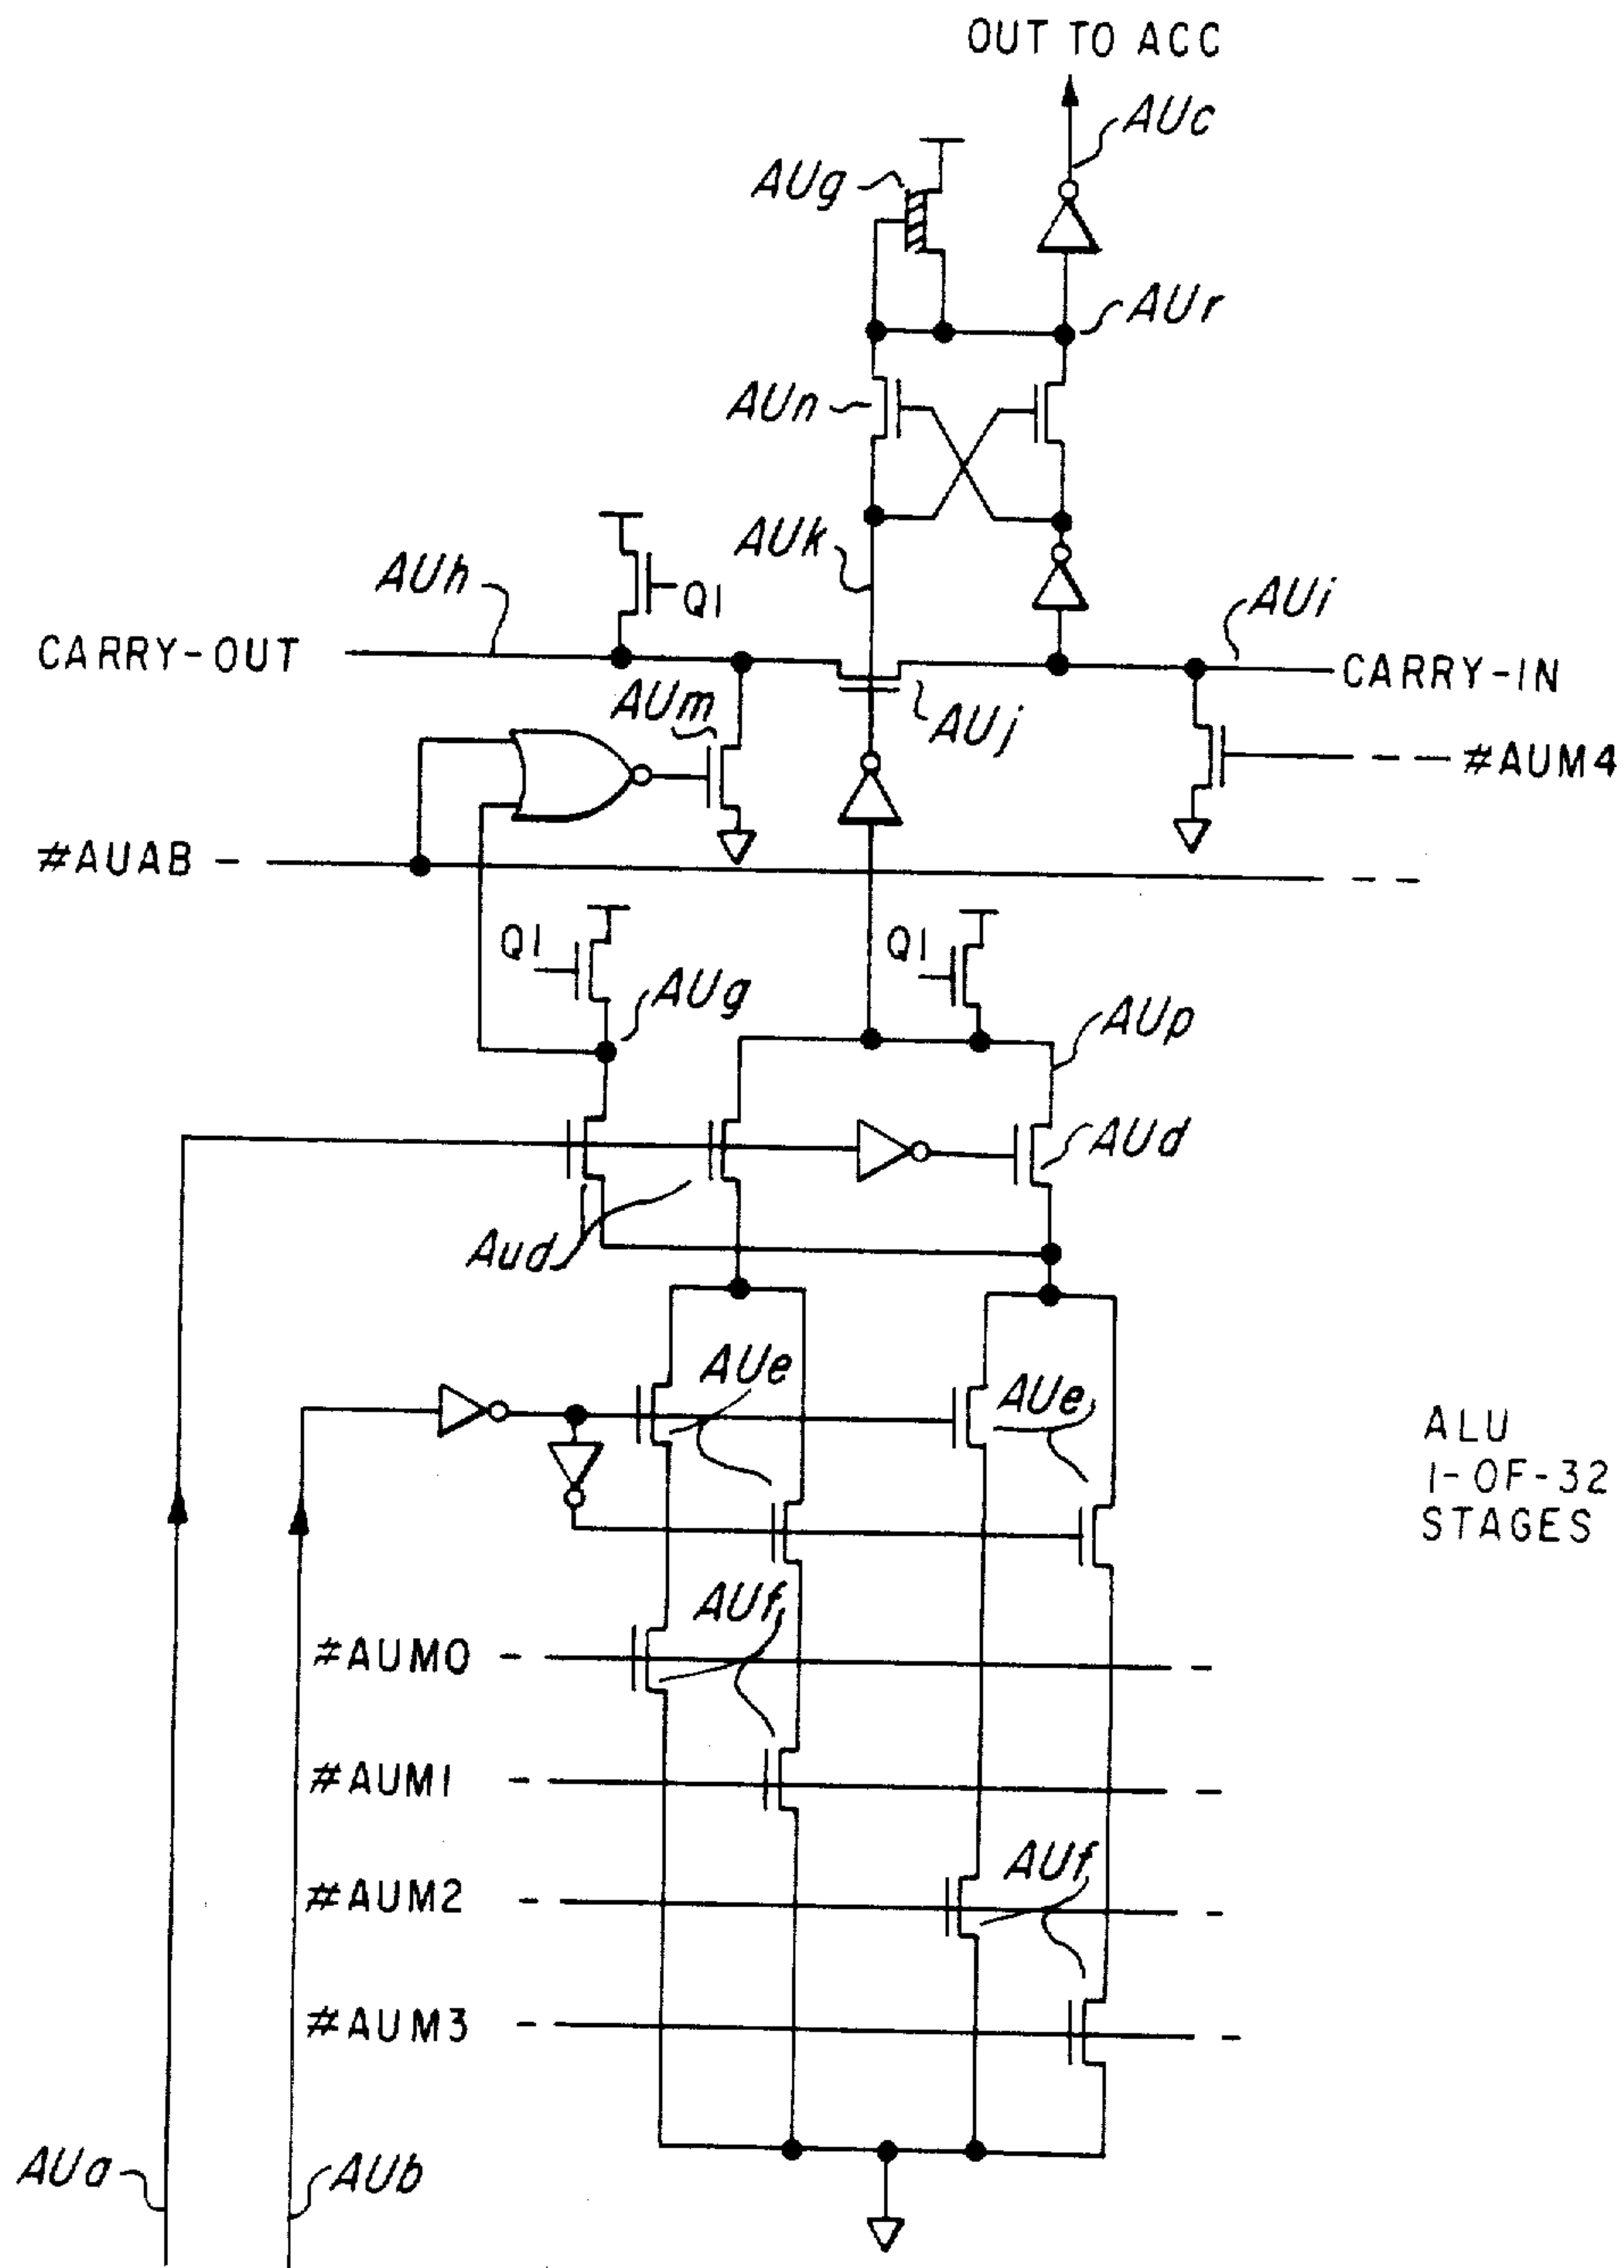 OUT TO ACC
AUc
AUg
AUr
AUn
AUk
AUh
Q1
AUi
CARRY-OUT
CARRY-IN
AUm
AUj
#AUM4
#AUAB
Q1
Q1
AUg
AUp
AUd
Aud
AUe
AUe
ALU
1-OF-32
STAGES
AUf
#AUM0
#AUM1
AUf
#AUM2
#AUM3
AUa
AUb